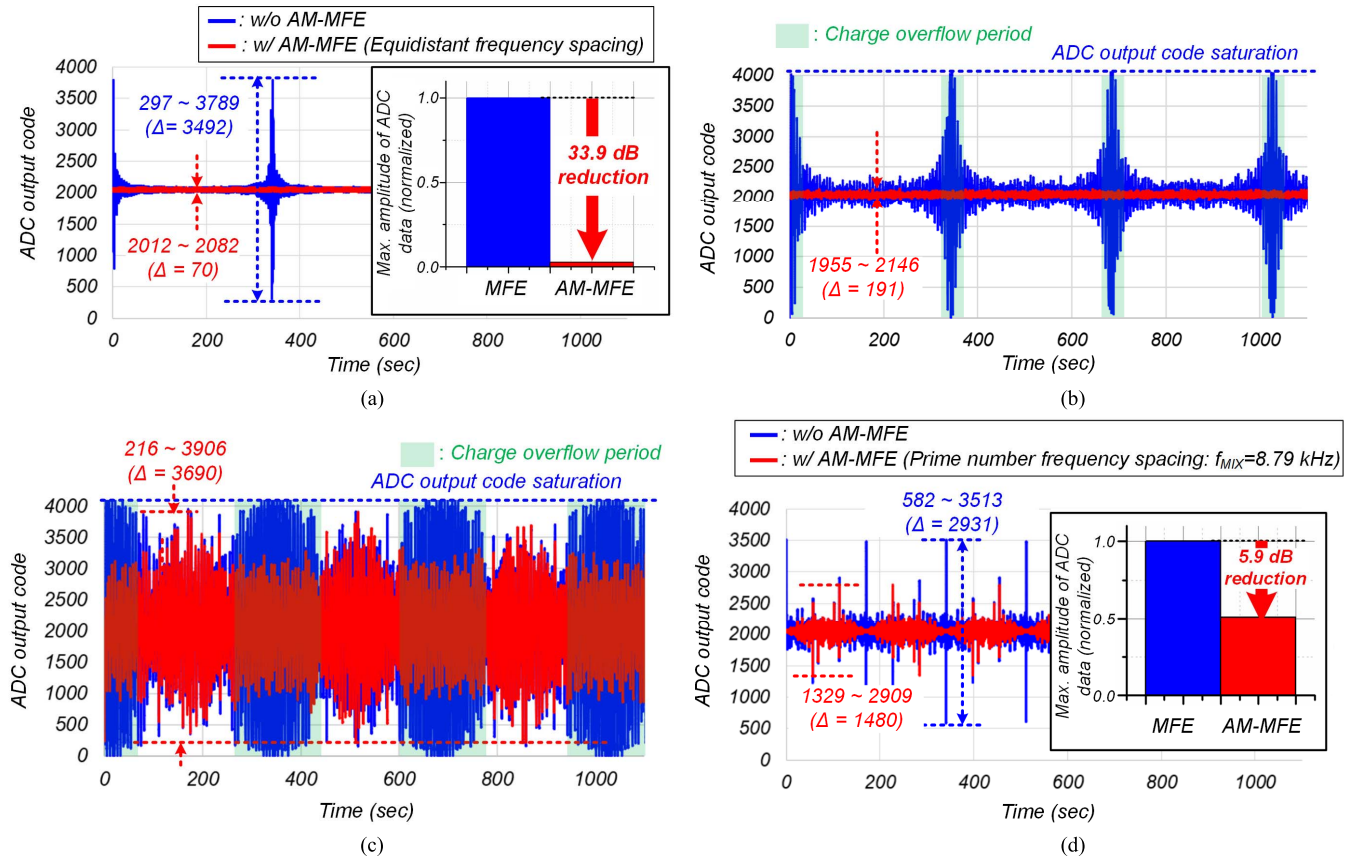 : w/o AM-MFE
: w/ AM-MFE (Equidistant frequency spacing)
ADC output code
4000
3500
3000
2500
2000
1500
1000
500
0
297 ~ 3789
(Δ= 3492)
2012 ~ 2082
(Δ = 70)
0
200
400
600
800
1000
Time (sec)
Max. amplitude of ADC
data (normalized)
1.0
0.5
0.0
33.9 dB
reduction
MFE
AM-MFE
(a)
: Charge overflow period
ADC output code saturation
ADC output code
4000
3500
3000
2500
2000
1500
1000
500
0
1955 ~ 2146
(Δ = 191)
0
200
400
600
800
1000
Time (sec)
(b)
216 ~ 3906
(Δ = 3690)
: Charge overflow period
ADC output code saturation
ADC output code
4000
3500
3000
2500
2000
1500
1000
500
0
0
200
400
600
800
1000
Time (sec)
(c)
: w/o AM-MFE
: w/ AM-MFE (Prime number frequency spacing: fMIX=8.79 kHz)
ADC output code
4000
3500
3000
2500
2000
1500
1000
500
0
582 ~ 3513
(Δ = 2931)
1329 ~ 2909
(Δ = 1480)
0
200
400
600
800
1000
Time (sec)
Max. amplitude of ADC
data (normalized)
1.0
0.5
0.0
5.9 dB
reduction
MFE
AM-MFE
(d)